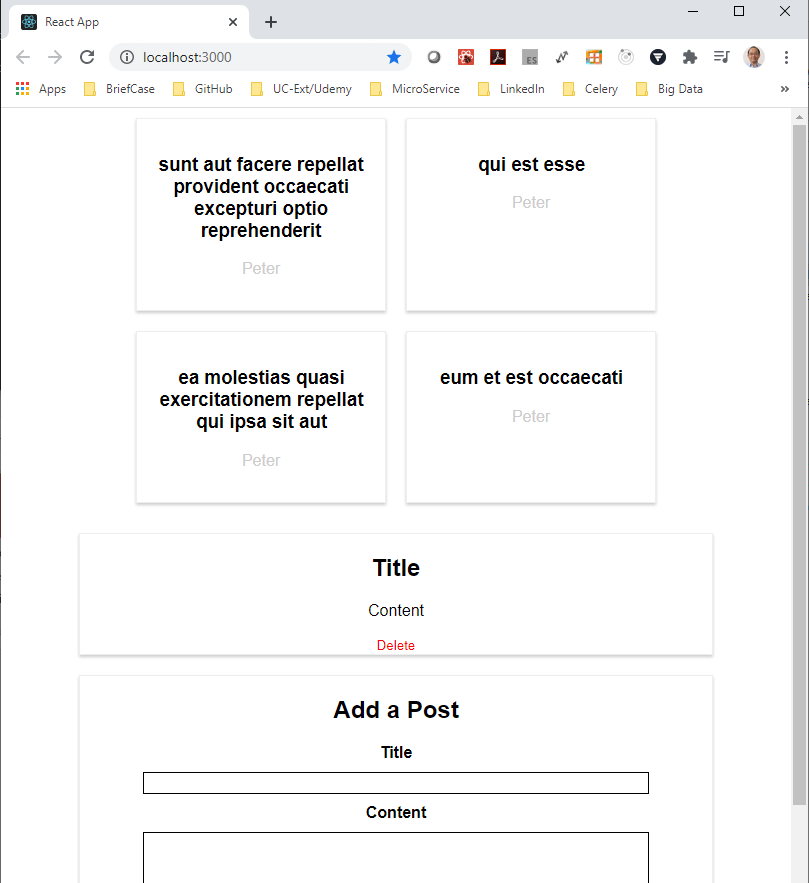 React App
localhost:3000
ES
Apps BriefCase GitHub UC-Ext/Udemy MicroService LinkedIn Celery Big Data »
sunt aut facere repellat
provident occaecati
excepturi optio
reprehenderit
Peter
qui est esse
Peter
ea molestias quasi
exercitationem repellat
qui ipsa sit aut
Peter
eum et est occaecati
Peter
Title
Content
Delete
Add a Post
Title
Content